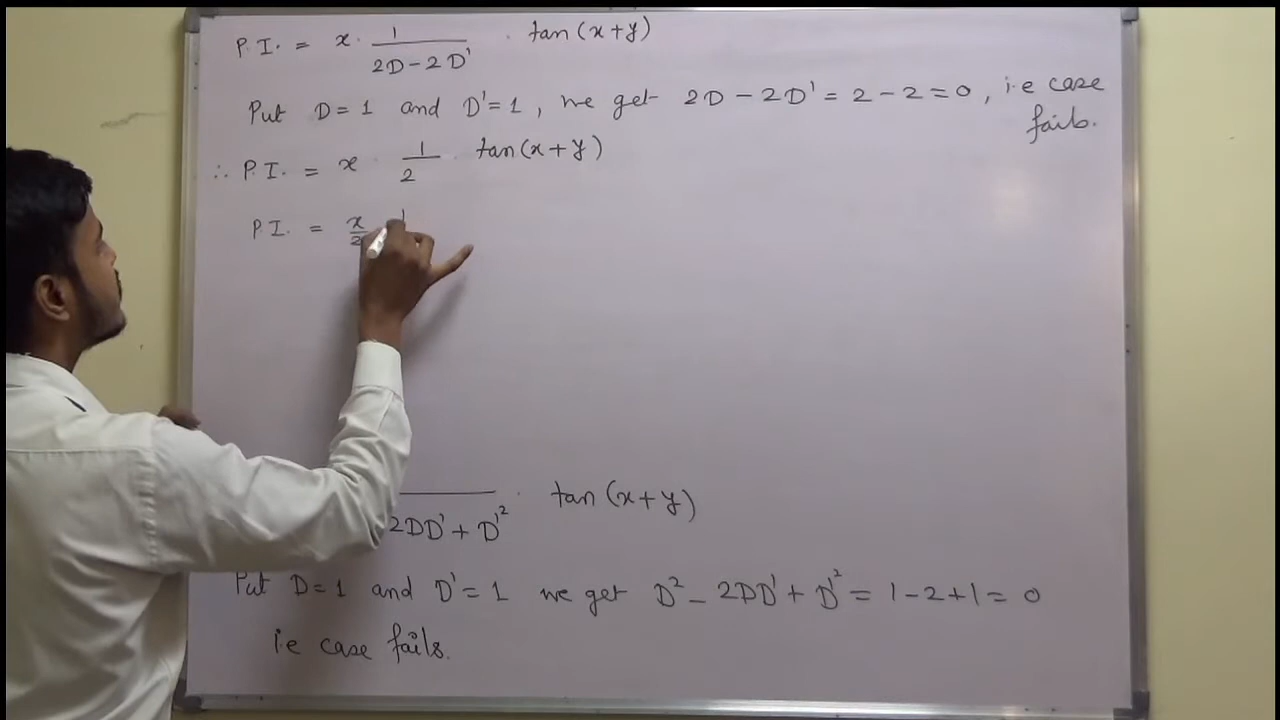 P.I. = x · 1/(2D - 2D') · tan(x+y)
Put D=1 and D'=1, we get 2D - 2D' = 2 - 2 = 0, i.e case fails.
∴ P.I. = x · 1/2 · tan(x+y)
P.I. = x/2
2DD' + D'² · tan(x+y)
Put D=1 and D'=1 we get D² - 2DD' + D'² = 1 - 2 + 1 = 0
i.e case fails.